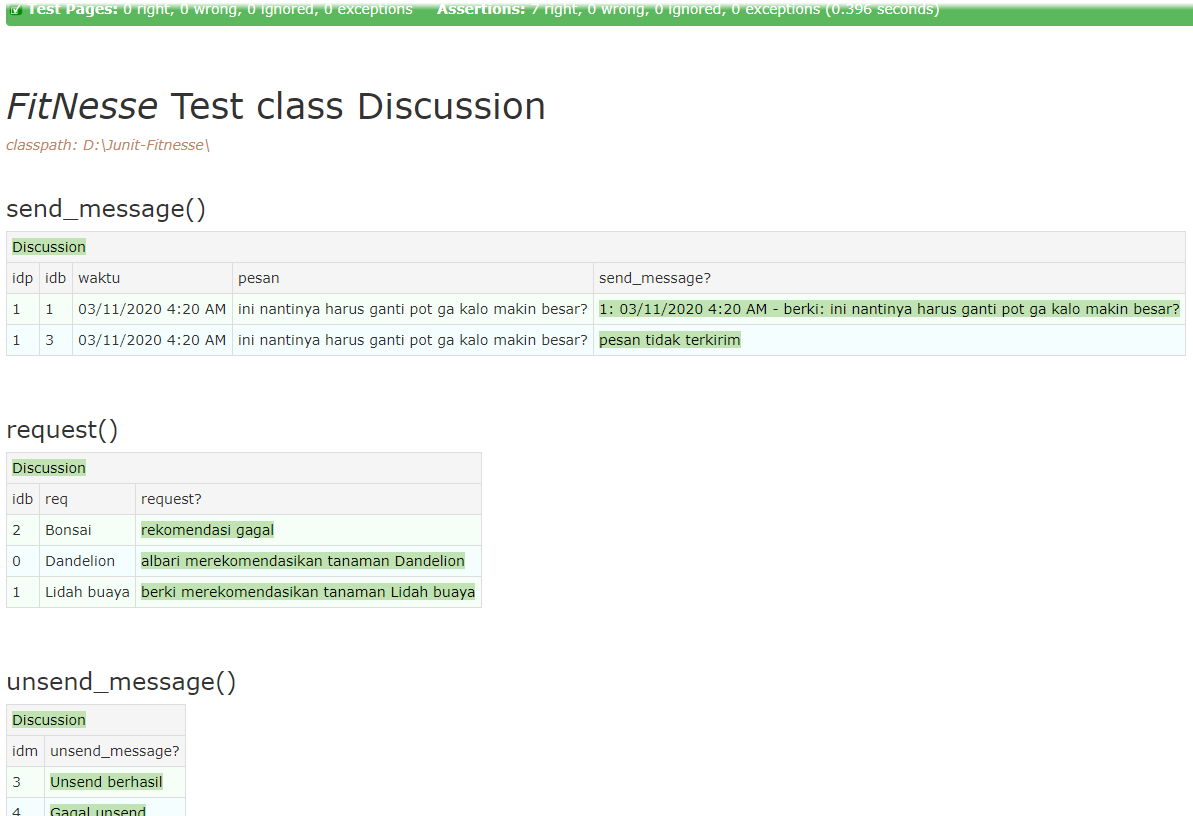 Test Pages: 0 right, 0 wrong, 0 ignored, 0 exceptions Assertions: 7 right, 0 wrong, 0 ignored, 0 exceptions (0.396 seconds)
FitNesse Test class Discussion
classpath: D:\Junit-Fitnesse\
send_message()
Discussion
idp idb waktu pesan send_message?
1 1 03/11/2020 4:20 AM ini nantinya harus ganti pot ga kalo makin besar? 1: 03/11/2020 4:20 AM - berki: ini nantinya harus ganti pot ga kalo makin besar?
1 3 03/11/2020 4:20 AM ini nantinya harus ganti pot ga kalo makin besar? pesan tidak terkirim
request()
Discussion
idb req request?
2 Bonsai rekomendasi gagal
0 Dandelion albari merekomendasikan tanaman Dandelion
1 Lidah buaya berki merekomendasikan tanaman Lidah buaya
unsend_message()
Discussion
idm unsend_message?
3 Unsend berhasil
4 Gagal unsend